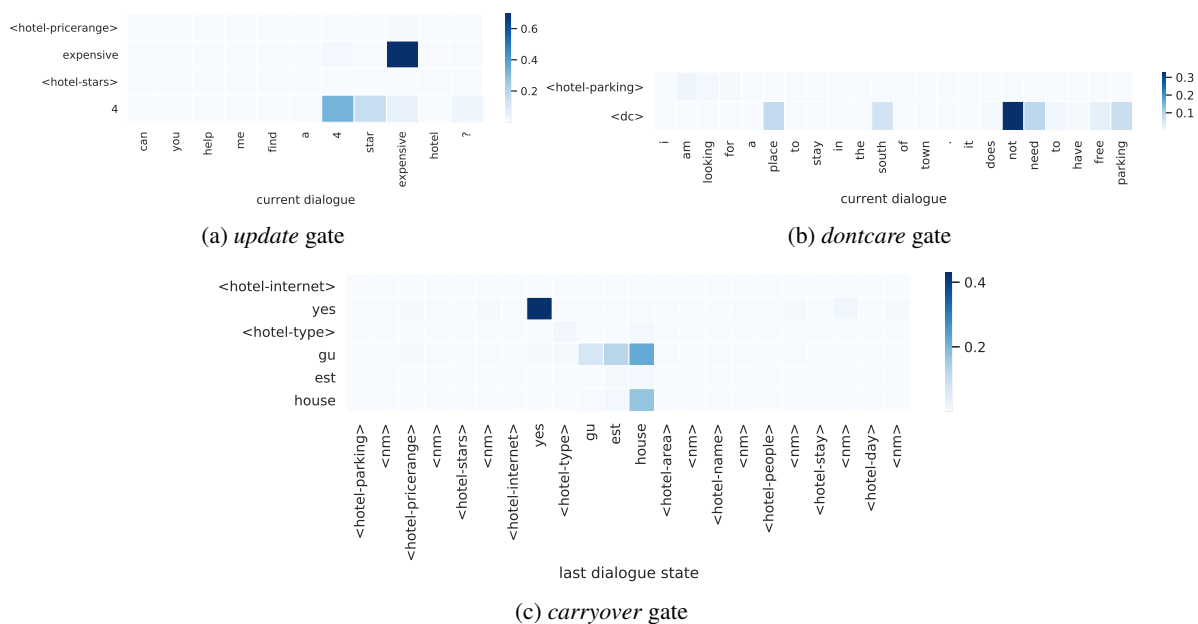 <hotel-pricerange>
expensive
<hotel-stars>
4
0.6
0.4
0.2
can you help me find a 4 star expensive hotel ?
current dialogue
(a) update gate
<hotel-parking>
<dc>
0.3
0.2
0.1
i am looking for a place to stay in the south of town . it does not need to have free parking
current dialogue
(b) dontcare gate
<hotel-internet>
yes
<hotel-type>
gu
est
house
0.4
0.2
<hotel-parking> <nm> <hotel-pricerange> <nm> <hotel-stars> <nm> <hotel-internet> yes <hotel-type> gu est house <hotel-area> <nm> <hotel-name> <nm> <hotel-people> <nm> <hotel-stay> <nm> <hotel-day> <nm>
last dialogue state
(c) carryover gate